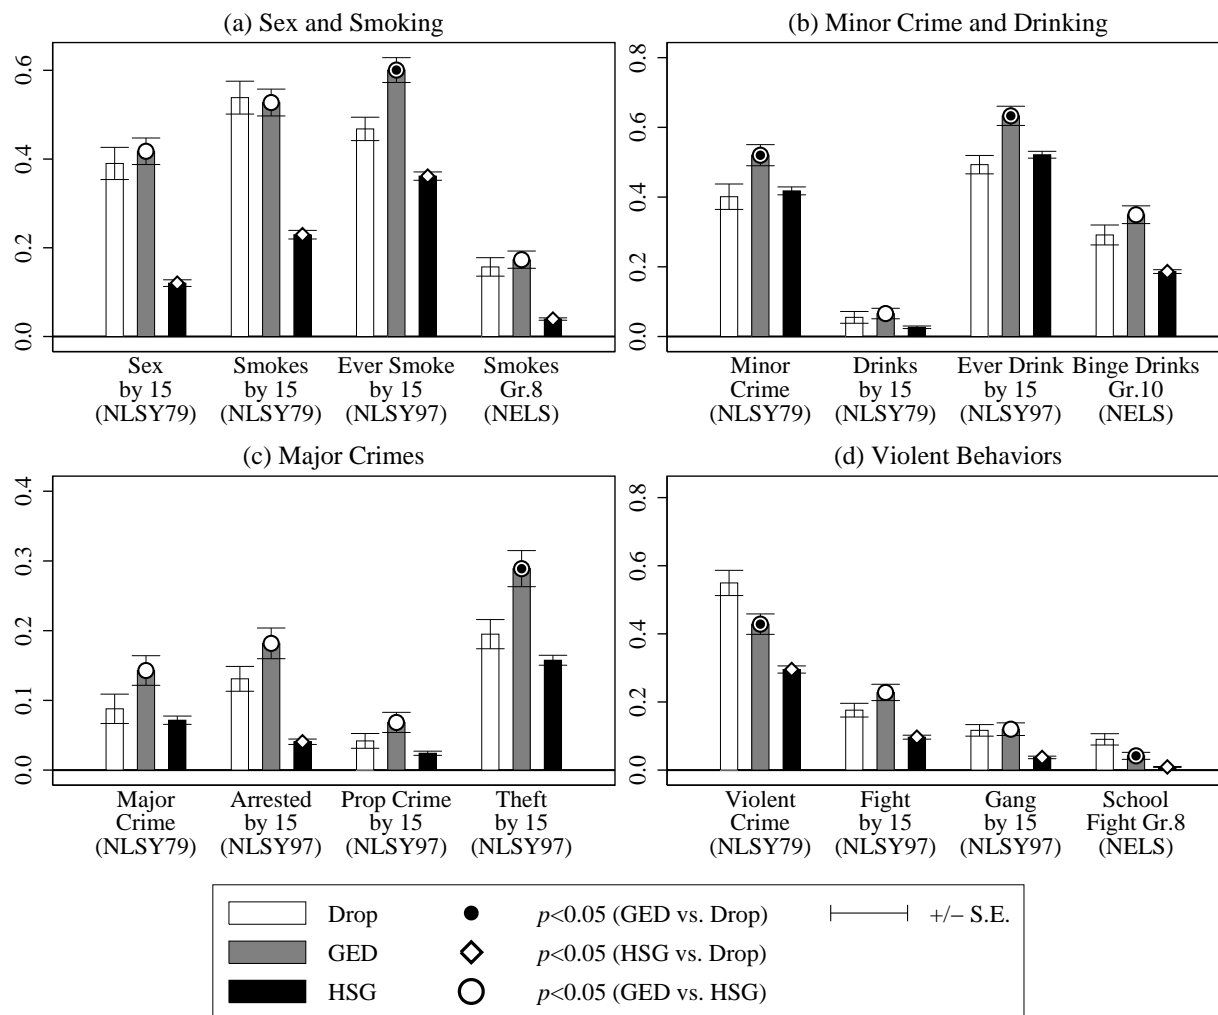 (a) Sex and Smoking
0.6
0.4
0.2
0.0
Sex Smokes Ever Smoke Smokes
by 15 by 15 by 15 Gr.8
(NLSY79) (NLSY79) (NLSY97) (NELS)
(b) Minor Crime and Drinking
0.8
0.6
0.4
0.2
0.0
Minor Drinks Ever Drink Binge Drinks
Crime by 15 by 15 Gr.10
(NLSY79) (NLSY79) (NLSY97) (NELS)
(c) Major Crimes
0.4
0.3
0.2
0.1
0.0
Major Arrested Prop Crime Theft
Crime by 15 by 15 by 15
(NLSY79) (NLSY97) (NLSY97) (NLSY97)
(d) Violent Behaviors
0.8
0.6
0.4
0.2
0.0
Violent Fight Gang School
Crime by 15 by 15 Fight Gr.8
(NLSY79) (NLSY97) (NLSY97) (NELS)
Drop p<0.05 (GED vs. Drop) +/− S.E.
GED p<0.05 (HSG vs. Drop)
HSG p<0.05 (GED vs. HSG)